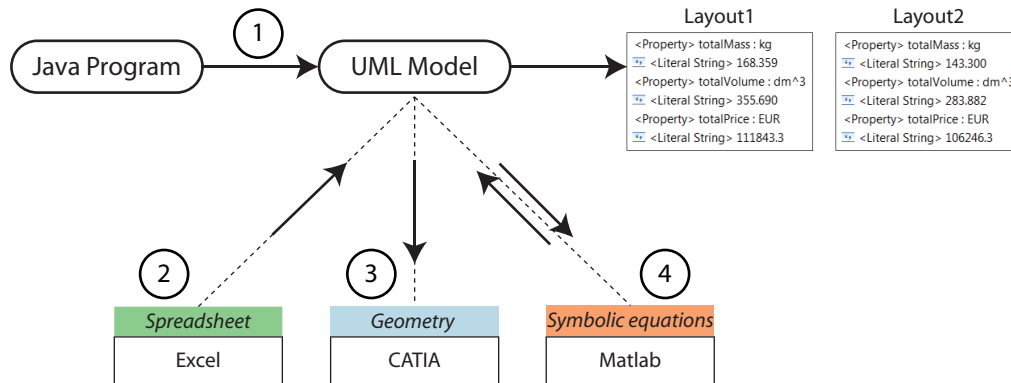 Layout1
Layout2
1
Java Program
UML Model
<Property> totalMass : kg
<Literal String> 168.359
<Property> totalVolume : dm^3
<Literal String> 355.690
<Property> totalPrice : EUR
<Literal String> 111843.3
<Property> totalMass : kg
<Literal String> 143.300
<Property> totalVolume : dm^3
<Literal String> 283.882
<Property> totalPrice : EUR
<Literal String> 106246.3
2
3
4
Spreadsheet
Excel
Geometry
CATIA
Symbolic equations
Matlab